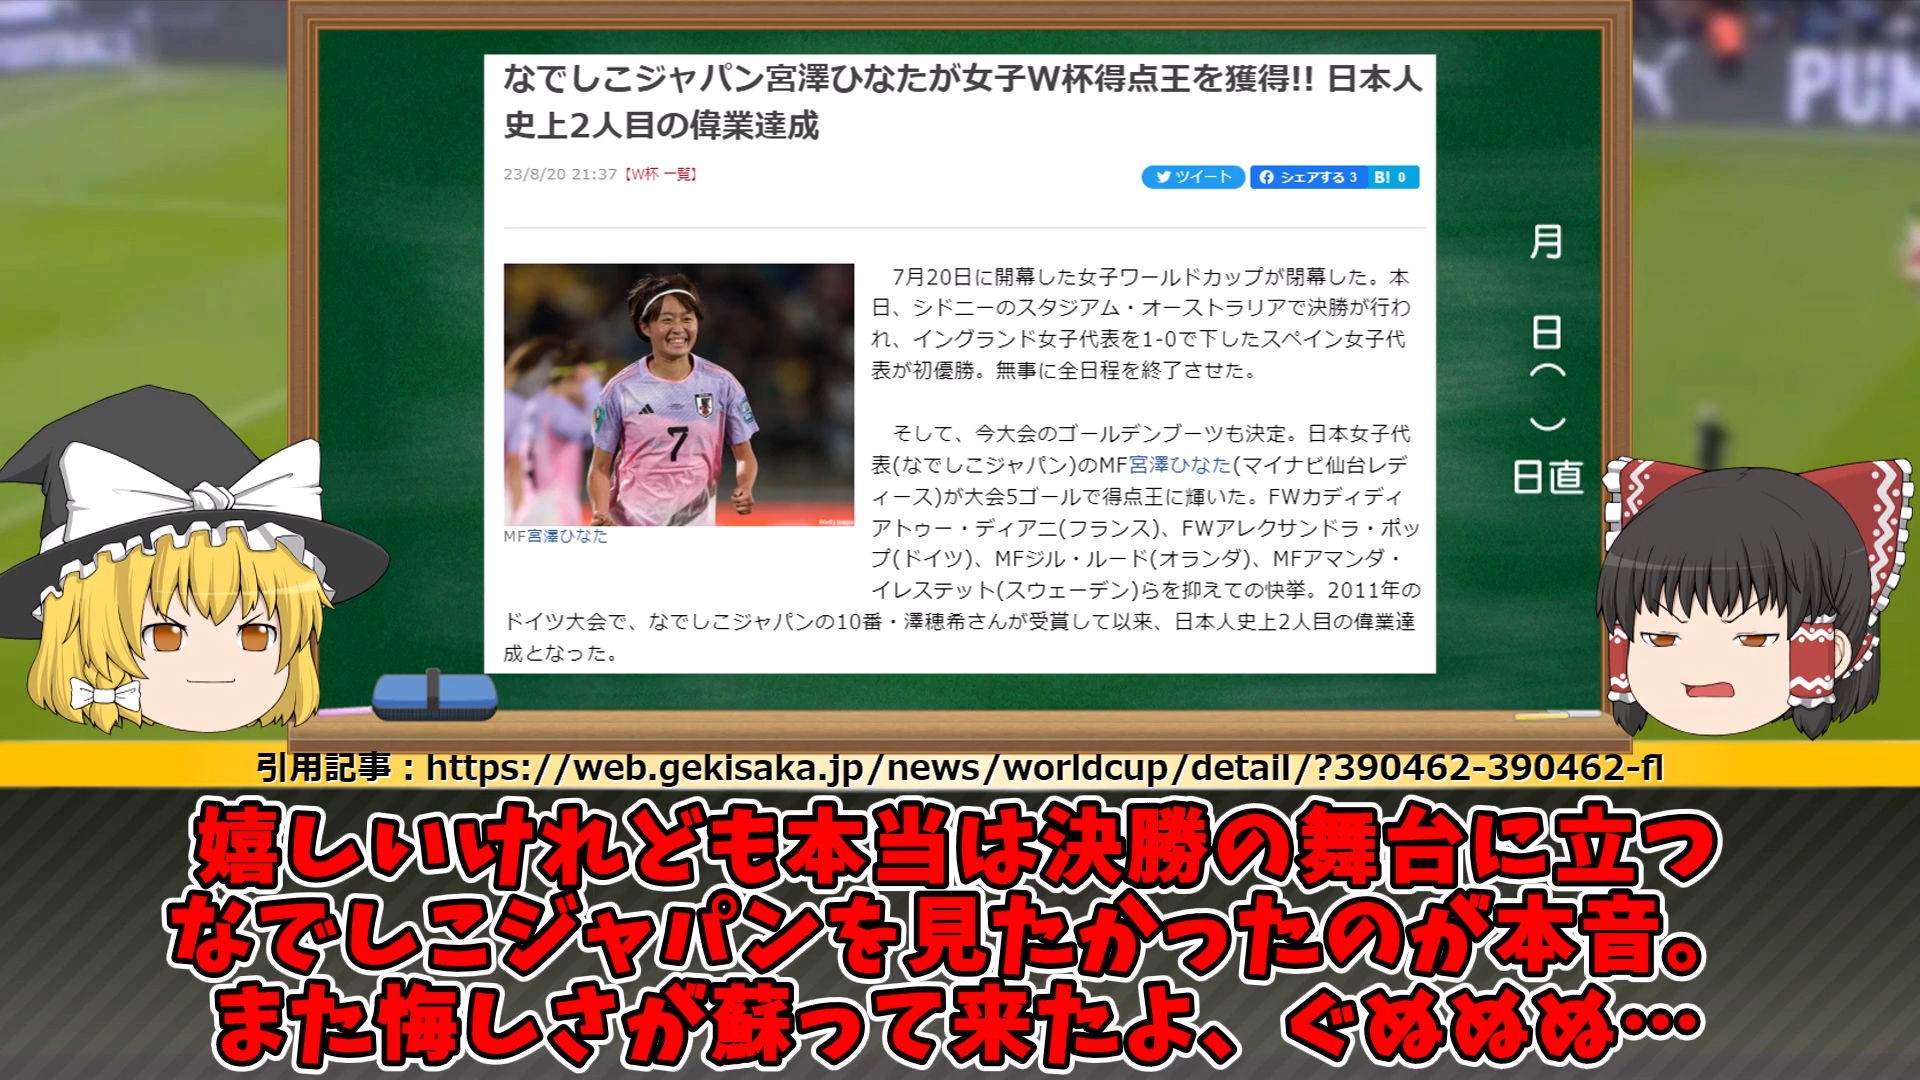 なでしこジャパン宮澤ひなたが女子W杯得点王を獲得!! 日本人
史上2人目の偉業達成
23/8/20 21:37【W杯 一覧】
ツイート
シェアする 3
B! 0
7月20日に開幕した女子ワールドカップが閉幕した。本
日、シドニーのスタジアム・オーストラリアで決勝が行わ
れ、イングランド女子代表を1-0で下したスペイン女子代
表が初優勝。無事に全日程を終了させた。
そして、今大会のゴールデンブーツも決定。日本女子代
表(なでしこジャパン)のMF宮澤ひなた(マイナビ仙台レデ
ィース)が大会5ゴールで得点王に輝いた。FWカディディ
アトゥー・ディアニ(フランス)、FWアレクサンドラ・ポッ
プ(ドイツ)、MFジル・ルード(オランダ)、MFアマンダ・
イレステット(スウェーデン)らを抑えての快挙。2011年の
ドイツ大会で、なでしこジャパンの10番・澤穂希さんが受賞して以来、日本人史上2人目の偉業達
成となった。
7
MF宮澤ひなた
月
日
（
）
日直
PUM
引用記事：https://web.gekisaka.jp/news/worldcup/detail/?390462-390462-fl
嬉しいけれども本当は決勝の舞台に立つ
なでしこジャパンを見たかったのが本音。
また悔しさが蘇って来たよ、ぐぬぬぬ…